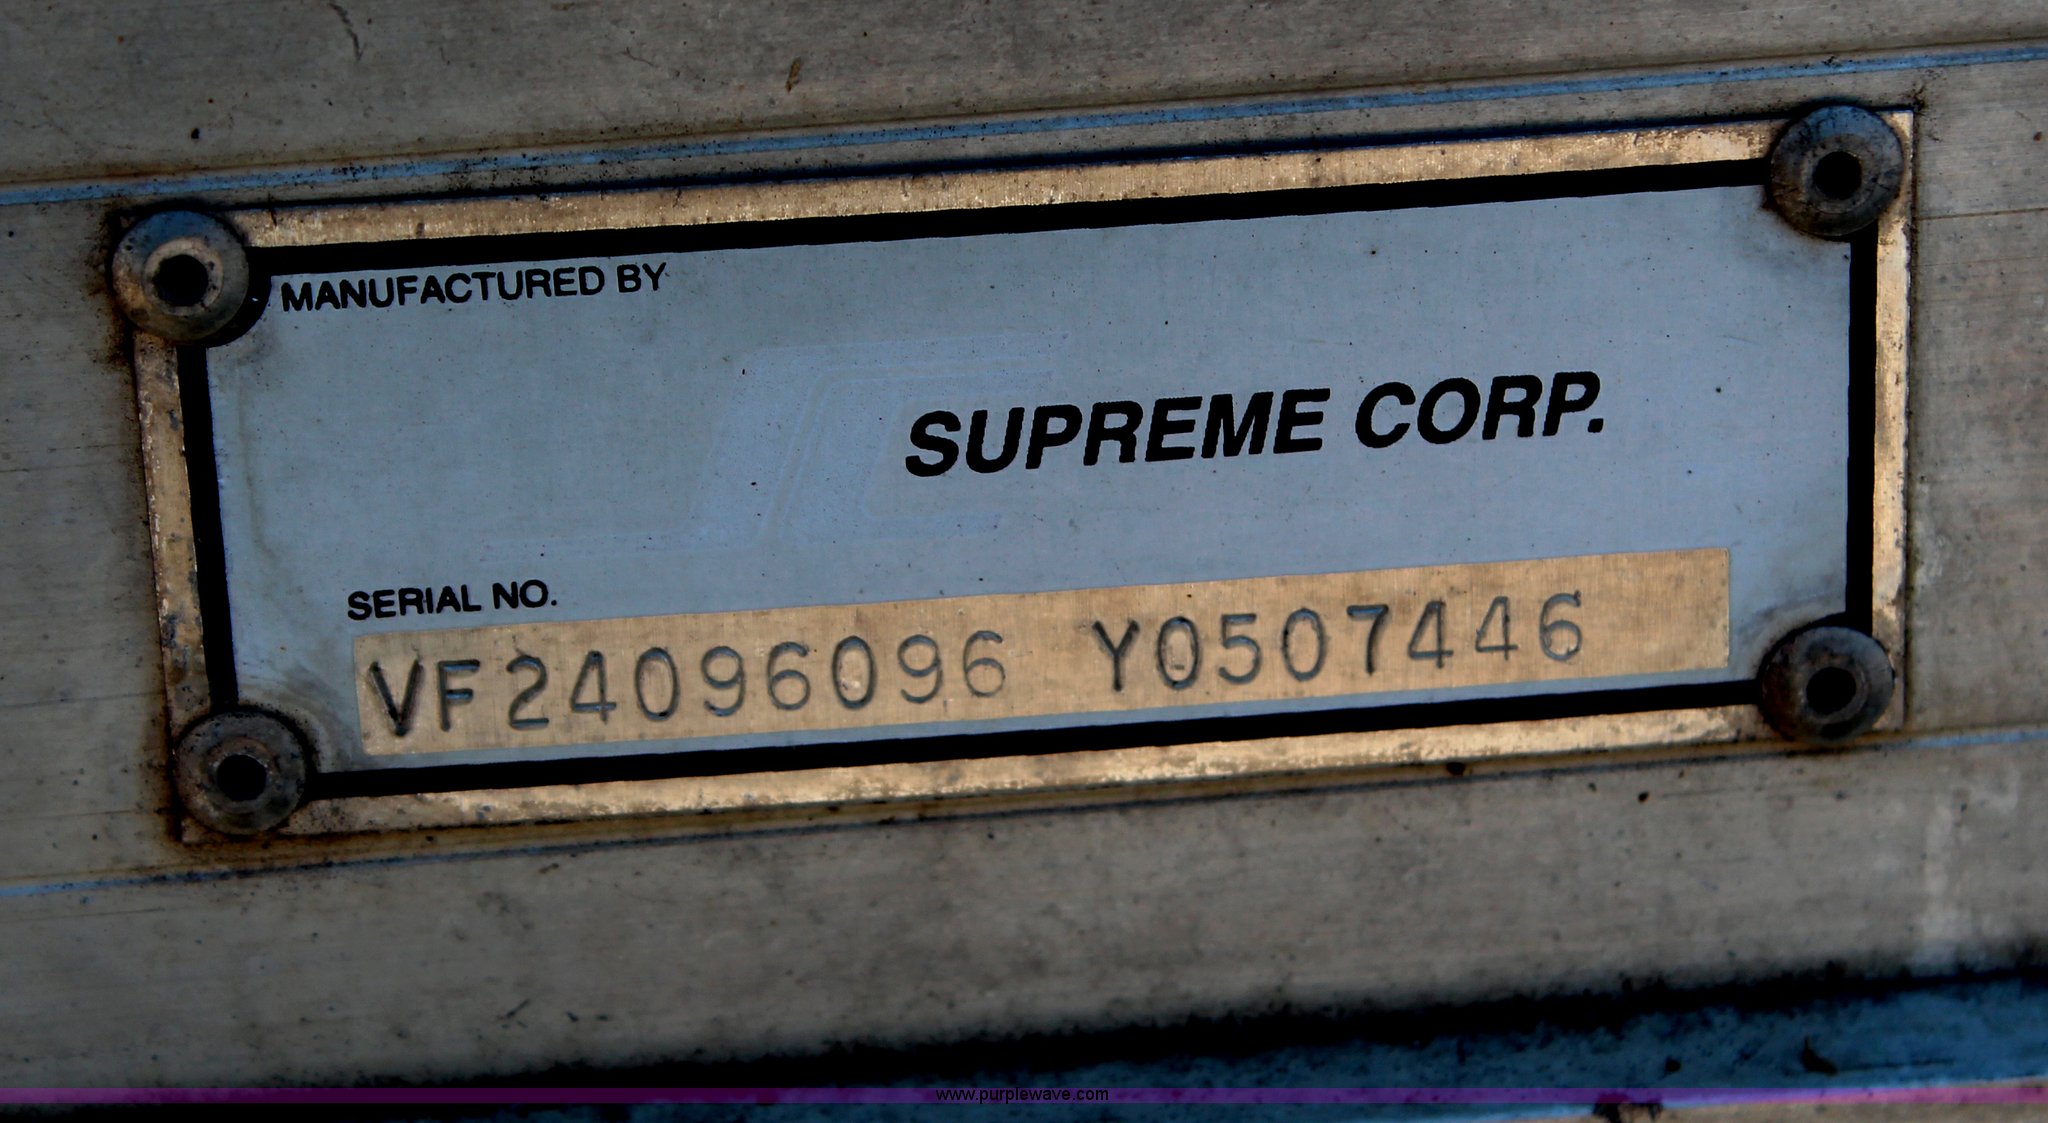 MANUFACTURED BY
SUPREME CORP.
SERIAL NO.
VF24096096 Y0507446
www.purplewave.com